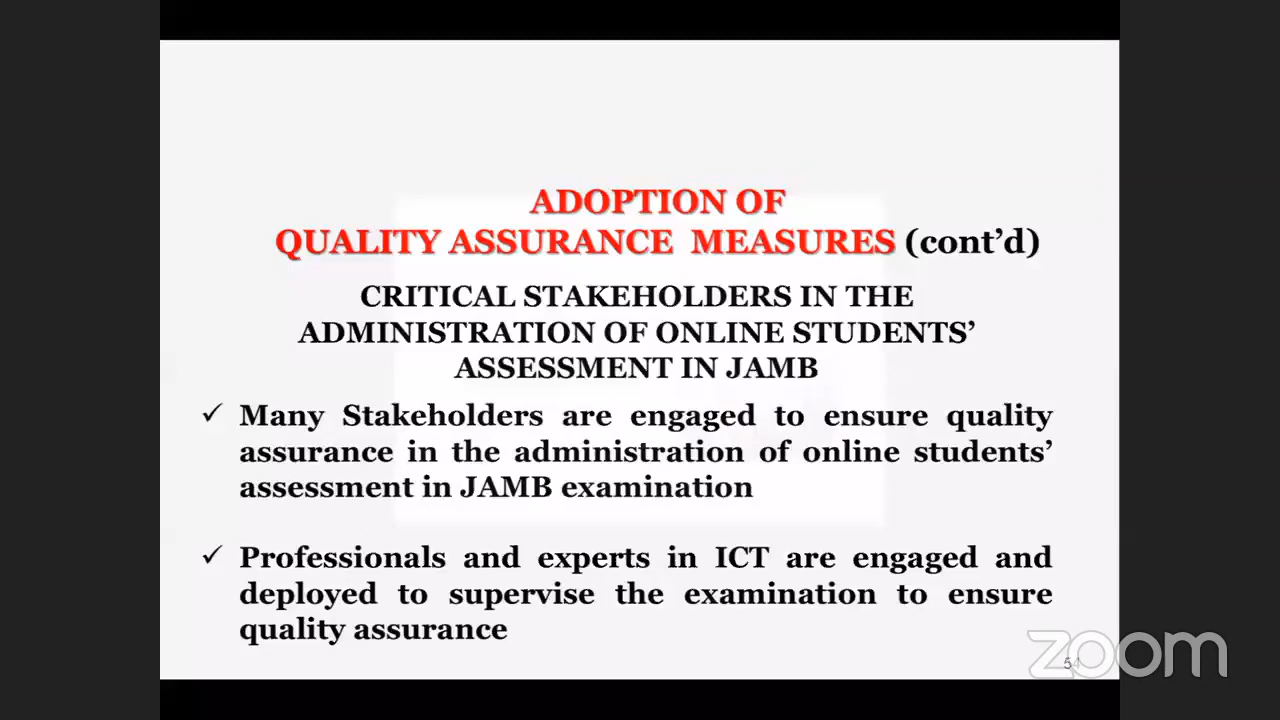 ADOPTION OF
QUALITY ASSURANCE MEASURES (cont’d)
CRITICAL STAKEHOLDERS IN THE
ADMINISTRATION OF ONLINE STUDENTS’
ASSESSMENT IN JAMB
✓ Many Stakeholders are engaged to ensure quality
assurance in the administration of online students’
assessment in JAMB examination
✓ Professionals and experts in ICT are engaged and
deployed to supervise the examination to ensure
quality assurance
54
zoom